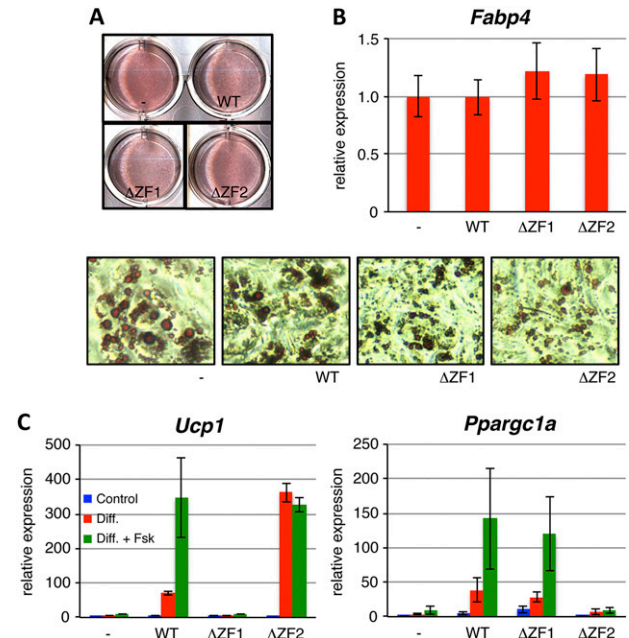 A
-
WT
ΔZF1
ΔZF2
B
Fabp4
relative expression
1.5
1.0
0.5
0
-
WT
ΔZF1
ΔZF2
-
WT
ΔZF1
ΔZF2
C
Ucp1
relative expression
500
400
300
200
100
0
Control
Diff.
Diff. + Fsk
-
WT
ΔZF1
ΔZF2
Ppargc1a
relative expression
250
200
150
100
50
0
-
WT
ΔZF1
ΔZF2